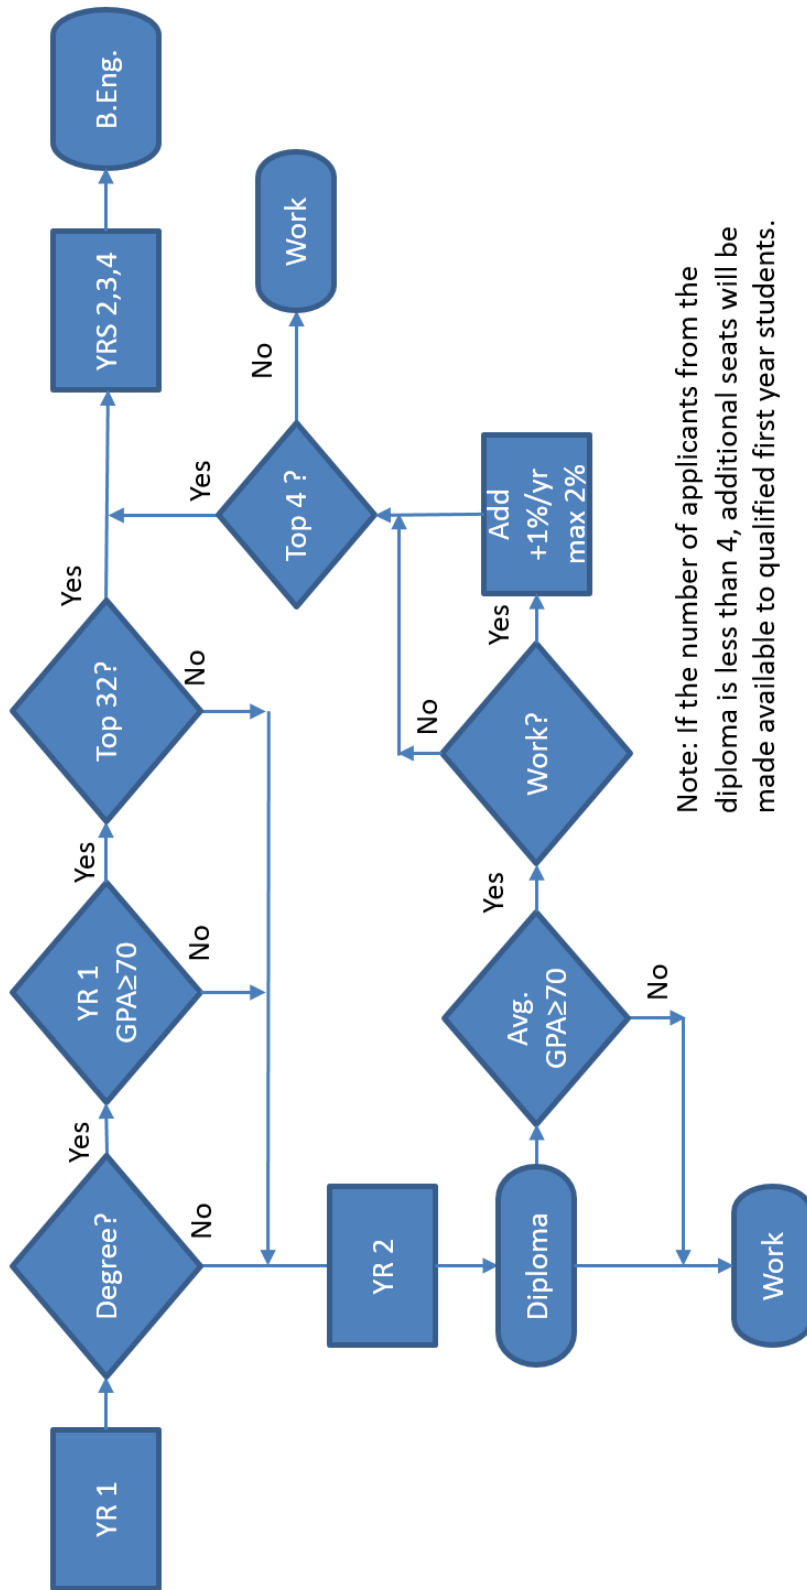 YR 1
Degree?
Yes
No
YR 1
GPA≥70
Yes
No
Top 32?
Yes
No
YRS 2,3,4
B.Eng.
YR 2
Diploma
Work
Avg.
GPA≥70
Yes
No
Work?
Yes
No
Add
+1%/yr
max 2%
Top 4 ?
Yes
No
Work
Note: If the number of applicants from the
diploma is less than 4, additional seats will be
made available to qualified first year students.